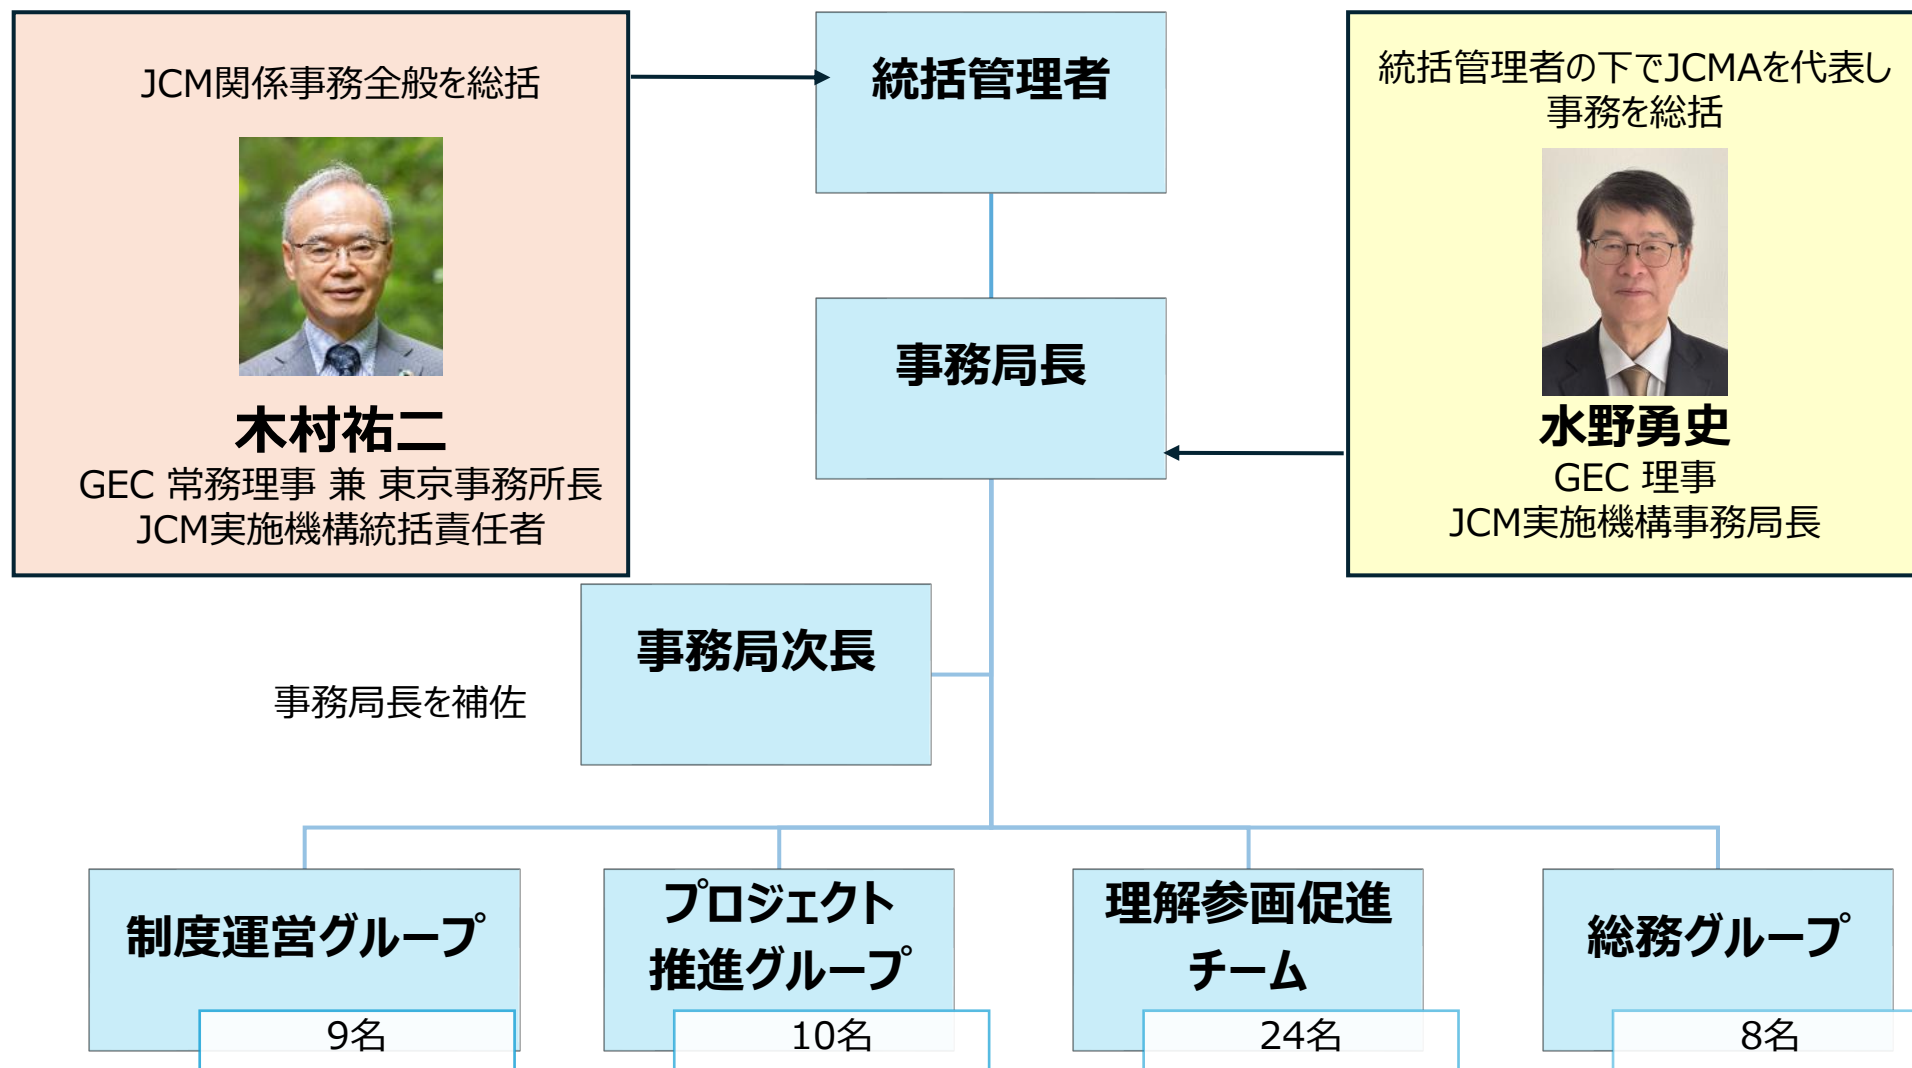 JCM関係事務全般を総括
木村祐二
GEC 常務理事 兼 東京事務所長
JCM実施機構統括責任者
統括管理者
統括管理者の下でJCMAを代表し
事務を総括
水野勇史
GEC 理事
JCM実施機構事務局長
事務局長
事務局次長
事務局長を補佐
制度運営グループ
9名
プロジェクト
推進グループ
10名
理解参画促進
チーム
24名
総務グループ
8名